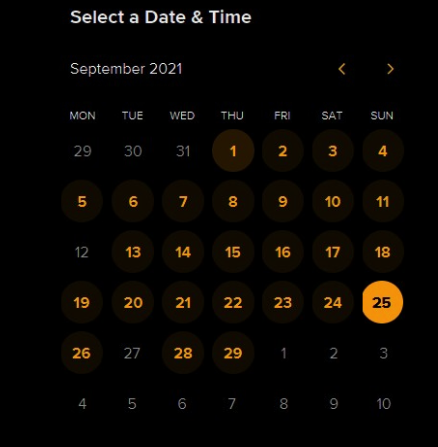 Select a Date & Time
September 2021 < >
MON TUE WED THU FRI SAT SUN
29 30 31 1 2 3 4
5 6 7 8 9 10 11
12 13 14 15 16 17 18
19 20 21 22 23 24 25
26 27 28 29 1 2 3
4 5 6 7 8 9 10